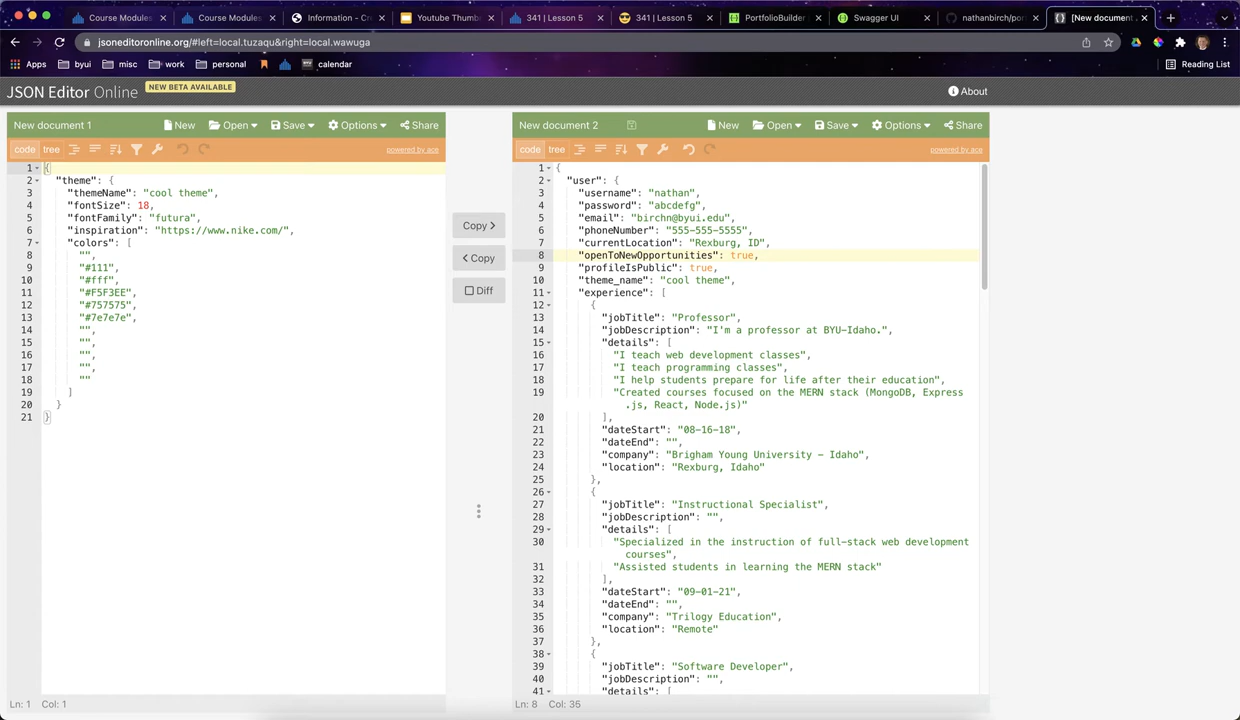 Course Modules
Course Modules
Information - Cre
Youtube Thumb
341 | Lesson 5
341 | Lesson 5
PortfolioBuilder
Swagger UI
nathanbirch/por
[New document
jsoneditoronline.org/#left=local.tuzaqu&right=local.wawuga
Apps
byui
misc
work
personal
calendar
Reading List
JSON Editor Online
NEW BETA AVAILABLE
About
New document 1
New
Open
Save
Options
Share
code
tree
powered by ace
1 {
2 "theme": {
3 "themeName": "cool theme",
4 "fontSize": 18,
5 "fontFamily": "futura",
6 "inspiration": "https://www.nike.com/",
7 "colors": [
8 "",
9 "#111",
10 "#fff",
11 "#F5F3EE",
12 "#757575",
13 "#7e7e7e",
14 "",
15 "",
16 "",
17 "",
18 ""
19 ]
20 }
21 }
Ln: 1 Col: 1
Copy >
< Copy
Diff
New document 2
New
Open
Save
Options
Share
code
tree
powered by ace
1 {
2 "user": {
3 "username": "nathan",
4 "password": "abcdefg",
5 "email": "birchn@byui.edu",
6 "phoneNumber": "555-555-5555",
7 "currentLocation": "Rexburg, ID",
8 "openToNewOpportunities": true,
9 "profileIsPublic": true,
10 "theme_name": "cool theme",
11 "experience": [
12 {
13 "jobTitle": "Professor",
14 "jobDescription": "I'm a professor at BYU-Idaho.",
15 "details": [
16 "I teach web development classes",
17 "I teach programming classes",
18 "I help students prepare for life after their education",
19 "Created courses focused on the MERN stack (MongoDB, Express
.js, React, Node.js)"
20 ],
21 "dateStart": "08-16-18",
22 "dateEnd": "",
23 "company": "Brigham Young University - Idaho",
24 "location": "Rexburg, Idaho"
25 },
26 {
27 "jobTitle": "Instructional Specialist",
28 "jobDescription": "",
29 "details": [
30 "Specialized in the instruction of full-stack web development
courses",
31 "Assisted students in learning the MERN stack"
32 ],
33 "dateStart": "09-01-21",
34 "dateEnd": "",
35 "company": "Trilogy Education",
36 "location": "Remote"
37 },
38 {
39 "jobTitle": "Software Developer",
40 "jobDescription": "",
41 "details": [
Ln: 8 Col: 35